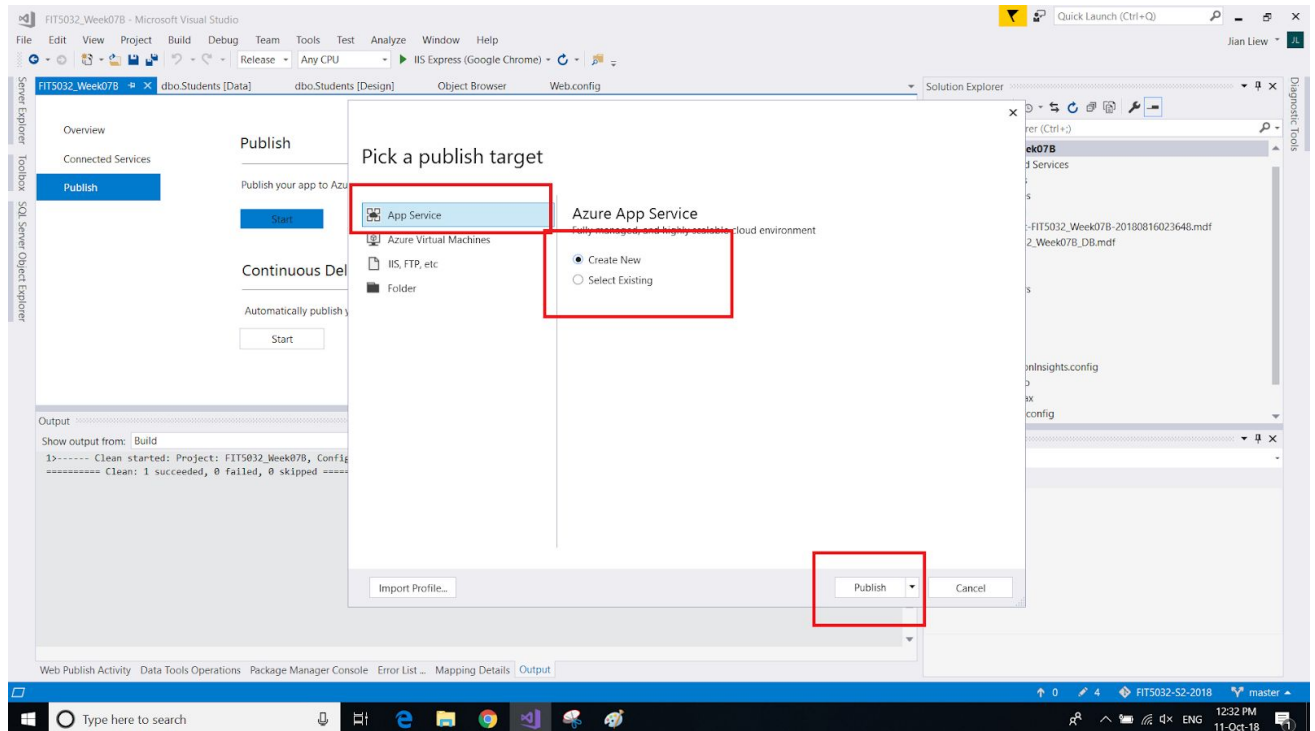 FIT5032_Week07B - Microsoft Visual Studio
Quick Launch (Ctrl+Q)
File Edit View Project Build Debug Team Tools Test Analyze Window Help
Jian Liew JL
Release Any CPU IIS Express (Google Chrome)
Server Explorer
Toolbox
SQL Server Object Explorer
FIT5032_Week07B dbo.Students [Data] dbo.Students [Design] Object Browser Web.config
Overview
Connected Services
Publish
Publish
Publish your app to Azu
Start
Continuous Del
Automatically publish y
Start
Pick a publish target
App Service
Azure Virtual Machines
IIS, FTP, etc
Folder
Azure App Service
Fully managed, and highly scalable cloud environment
Create New
Select Existing
Import Profile...
Publish
Cancel
Solution Explorer
rer (Ctrl+;)
ek07B
d Services
s
:-FIT5032_Week07B-20180816023648.mdf
2_Week07B_DB.mdf
s
onInsights.config
ax
config
Diagnostic Tools
Output
Show output from: Build
1>------ Clean started: Project: FIT5032_Week07B, Config
========== Clean: 1 succeeded, 0 failed, 0 skipped =====
Web Publish Activity Data Tools Operations Package Manager Console Error List ... Mapping Details Output
0 4 FIT5032-S2-2018 master
Type here to search
ENG
12:32 PM
11-Oct-18
1